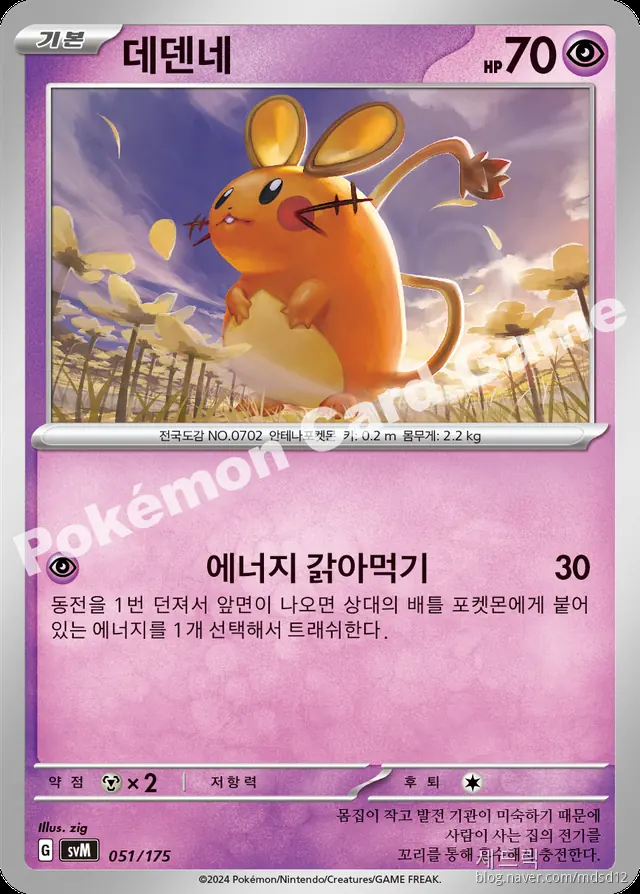 기본
데덴네
HP70
전국도감 NO.0702 안테나포켓몬 키: 0.2 m 몸무게: 2.2 kg
Pokémon Card Game
에너지 갉아먹기 30
동전을 1번 던져서 앞면이 나오면 상대의 배틀 포켓몬에게 붙어
있는 에너지를 1개 선택해서 트래쉬한다.
약점 ×2 저항력 후퇴
몸집이 작고 발전 기관이 미숙하기 때문에
사람이 사는 집의 전기를
꼬리를 통해 충전한다.
Illus. zig
G svM 051/175
blog.naver.com/mdsd12
©2024 Pokémon/Nintendo/Creatures/GAME FREAK.